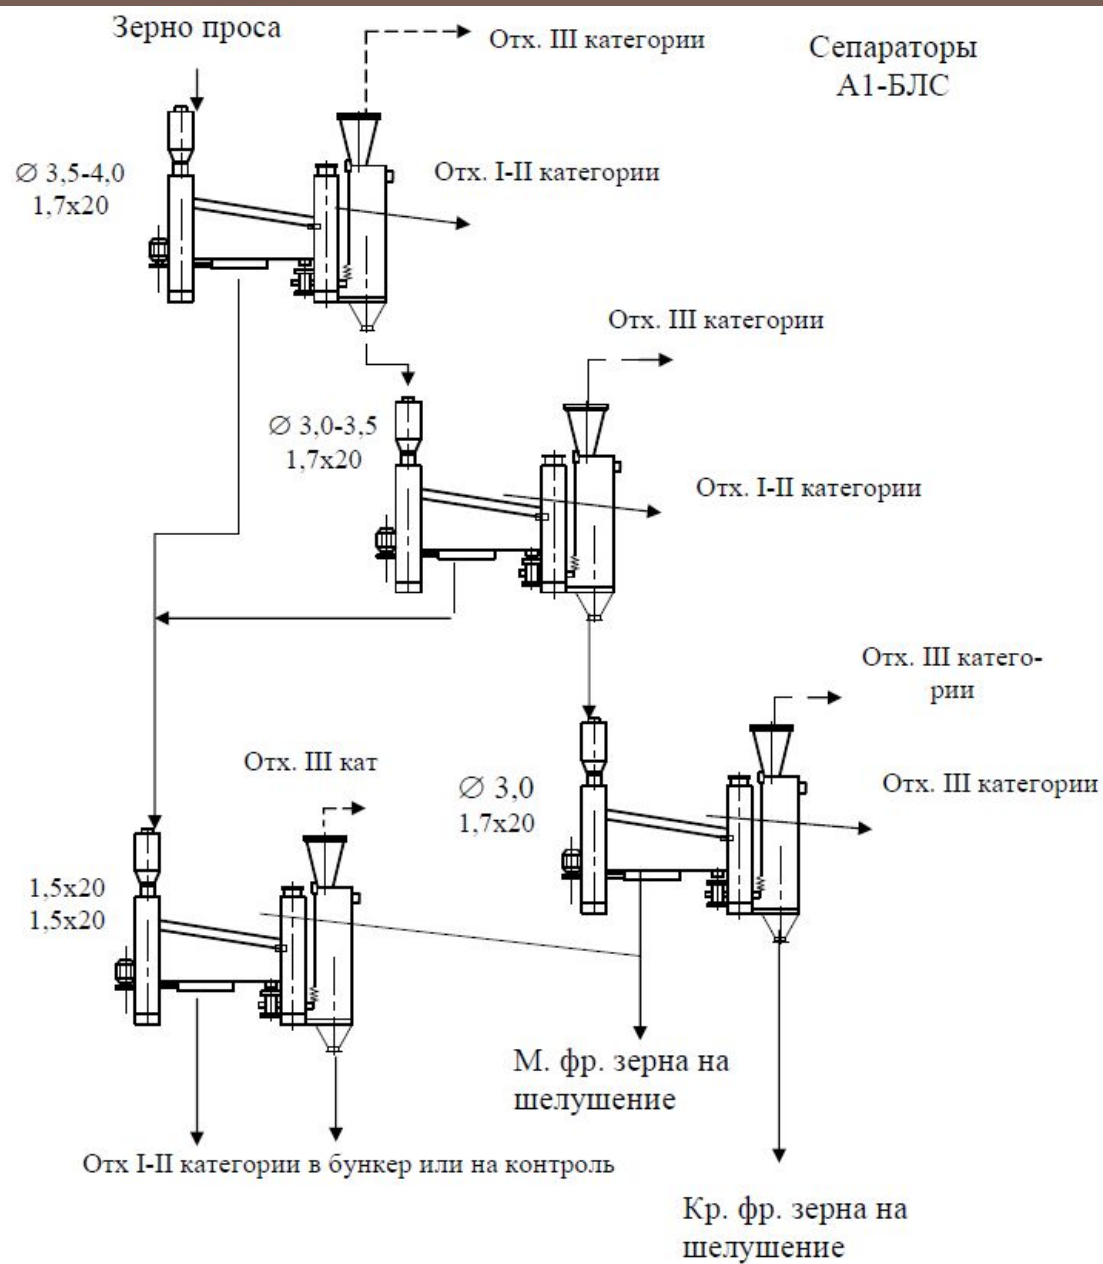 Зерно проса
Отх. III категории
Сепараторы
А1-БЛС
∅ 3,5-4,0
1,7х20
Отх. I-II категории
Отх. III категории
∅ 3,0-3,5
1,7х20
Отх. I-II категории
Отх. III катего-
рии
Отх. III кат
∅ 3,0
1,7х20
Отх. III категории
1,5х20
1,5х20
М. фр. зерна на
шелушение
Отх I-II категории в бункер или на контроль
Кр. фр. зерна на
шелушение